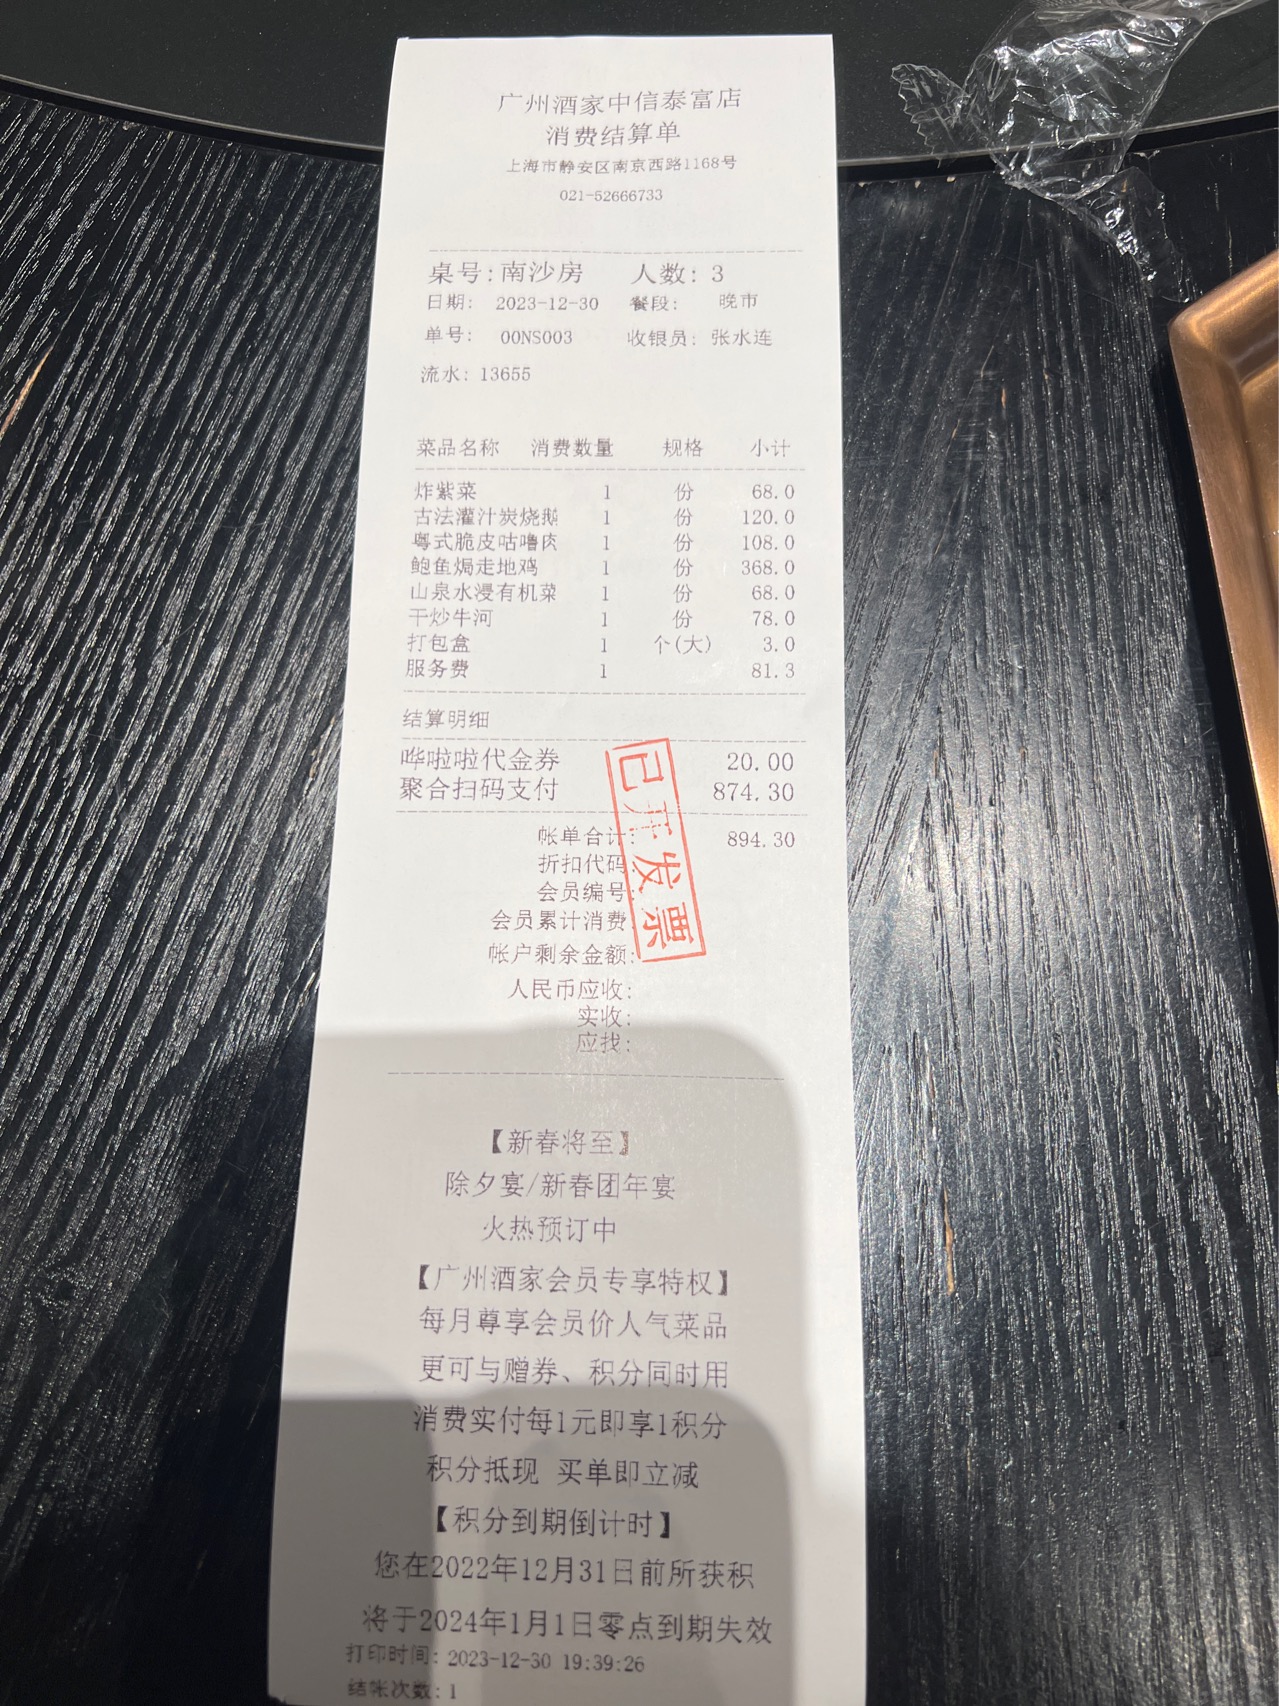 广州酒家中信泰富店
消费结算单
上海市静安区南京西路1168号
021-52666733
桌号:南沙房 人数: 3
日期: 2023-12-30 餐段: 晚市
单号: 00NS003 收银员: 张水连
流水: 13655
菜品名称 消费数量 规格 小计
炸紫菜 1 份 68.0
古法灌汁炭烧鹅 1 份 120.0
粤式脆皮咕噜肉 1 份 108.0
鲍鱼焗走地鸡 1 份 368.0
山泉水浸有机菜 1 份 68.0
干炒牛河 1 份 78.0
打包盒 1 个(大) 3.0
服务费 1 81.3
结算明细
哗啦啦代金券 20.00
聚合扫码支付 874.30
已开发票
帐单合计: 894.30
折扣代码:
会员编号:
会员累计消费:
帐户剩余金额:
人民币应收:
实收:
应找:
【新春将至】
除夕宴/新春团年宴
火热预订中
【广州酒家会员专享特权】
每月尊享会员价人气菜品
更可与赠券、积分同时用
消费实付每1元即享1积分
积分抵现 买单即立减
【积分到期倒计时】
您在2022年12月31日前所获积
将于2024年1月1日零点到期失效
打印时间: 2023-12-30 19:39:26
结帐次数: 1